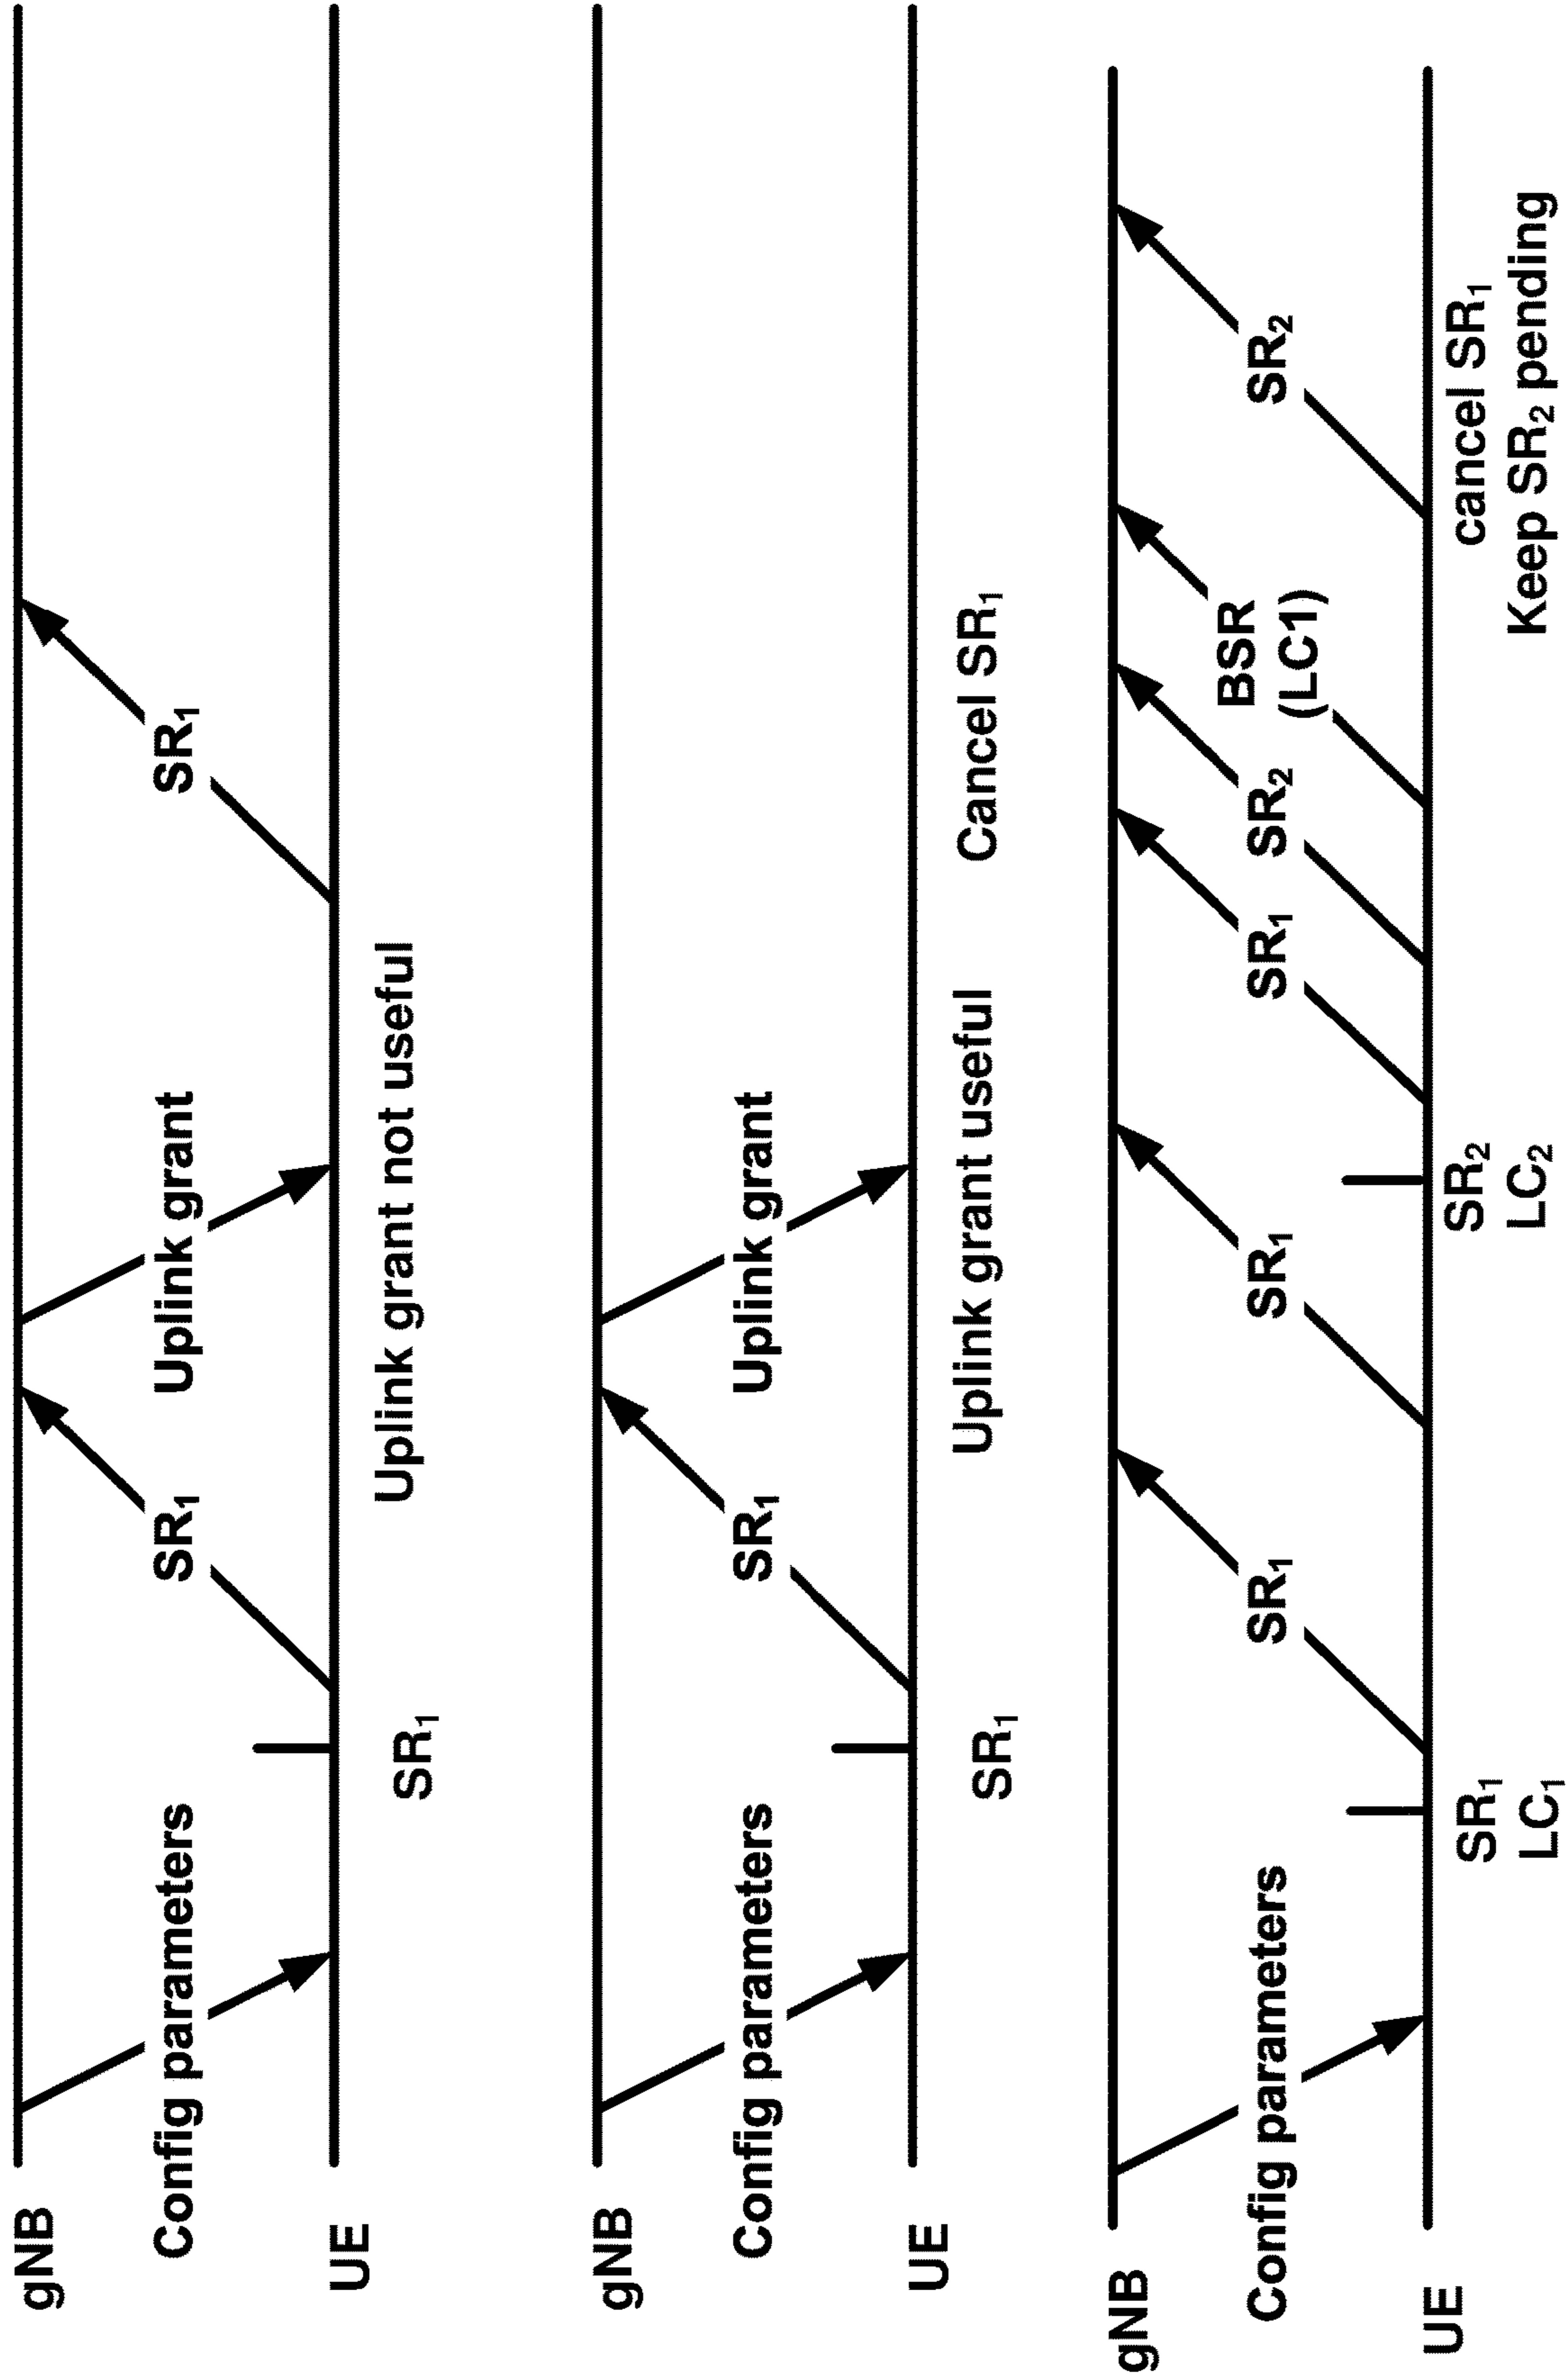 gNB
Config parameters
SR1
Uplink grant
SR1
UE
SR1
Uplink grant not useful
gNB
Config parameters
SR1
Uplink grant
UE
SR1
Uplink grant useful
Cancel SR1
gNB
Config parameters
SR1
SR1
SR1
SR2
BSR
(LC1)
SR2
UE
SR1
LC1
SR2
LC2
cancel SR1
Keep SR2 pending